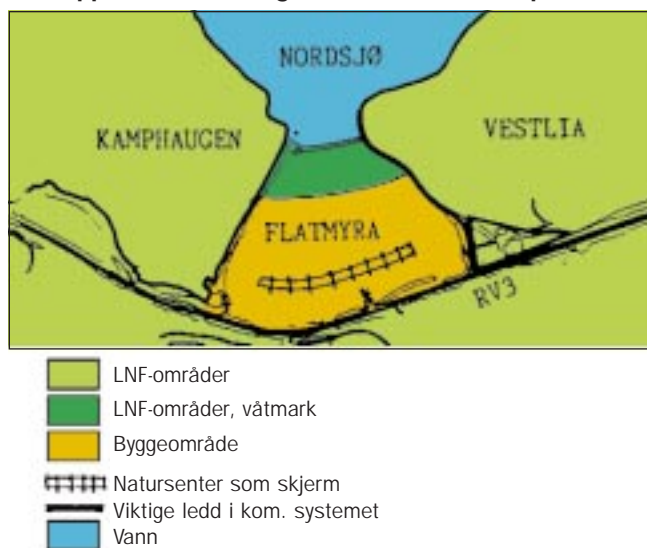 NORDSJØ
KAMPHAUGEN
VESTLIA
FLATMYRA
RV3
LNF-områder
LNF-områder, våtmark
Byggeområde
Natursenter som skjerm
Viktige ledd i kom. systemet
Vann